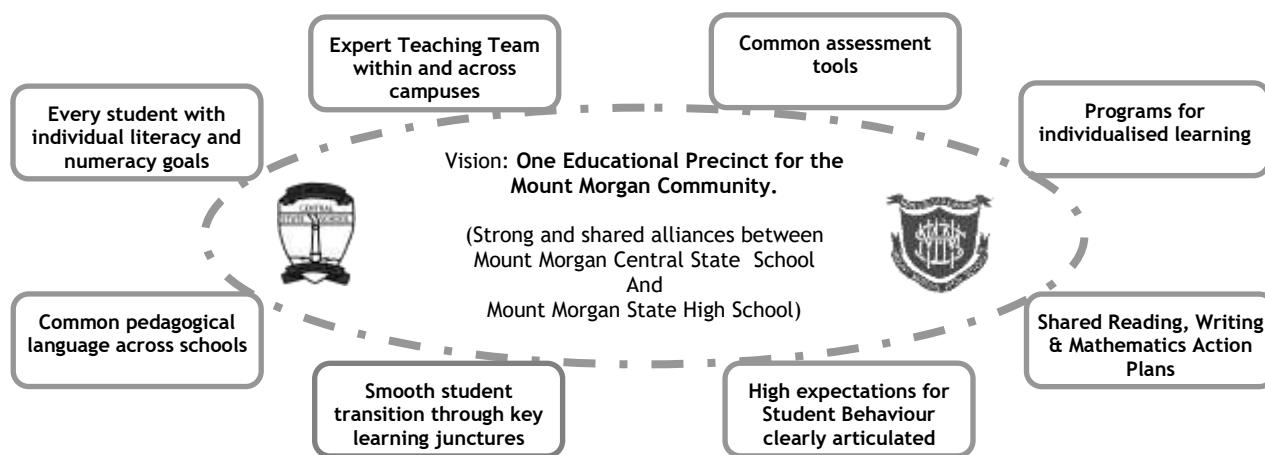 Expert Teaching Team
within and across
campuses
Common assessment
tools
Every student with
individual literacy and
numeracy goals
Programs for
individualised learning
Vision: One Educational Precinct for the
Mount Morgan Community.
(Strong and shared alliances between
Mount Morgan Central State  School
And
Mount Morgan State High School)
CENTRAL
STATE SCHOOL
Common pedagogical
language across schools
Shared Reading, Writing
& Mathematics Action
Plans
Smooth student
transition through key
learning junctures
High expectations for
Student Behaviour
clearly articulated